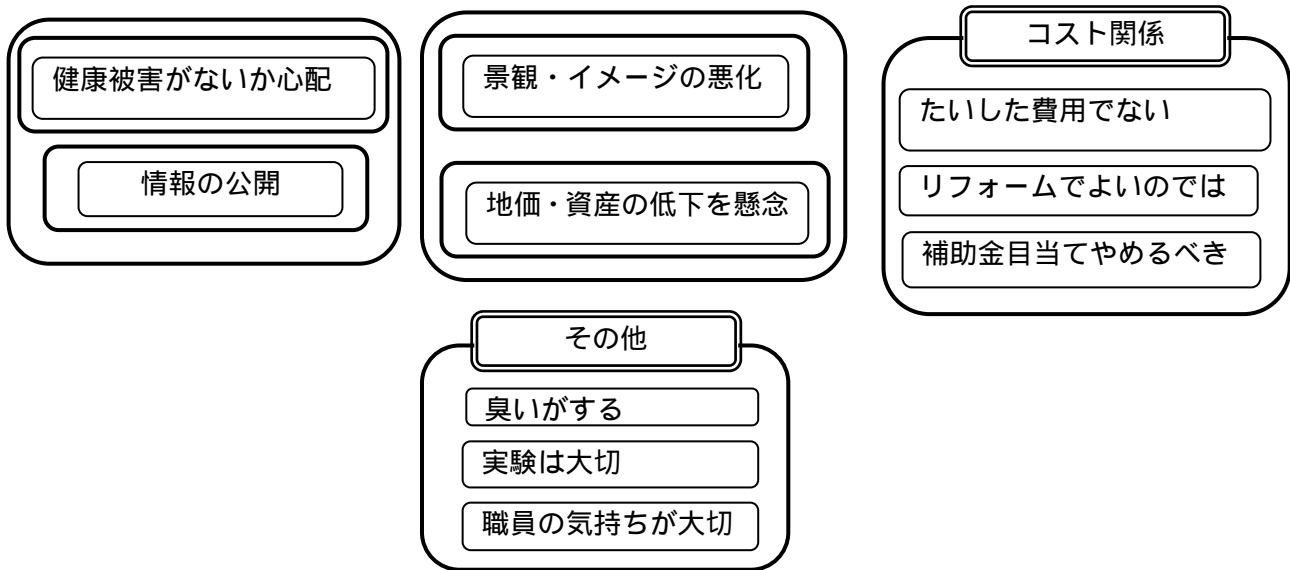 健康被害がないか心配
情報の公開
景観・イメージの悪化
地価・資産の低下を懸念
コスト関係
たいした費用でない
リフォームでよいのでは
補助金目当てやめるべき
その他
臭いがする
実験は大切
職員の気持ちが大切